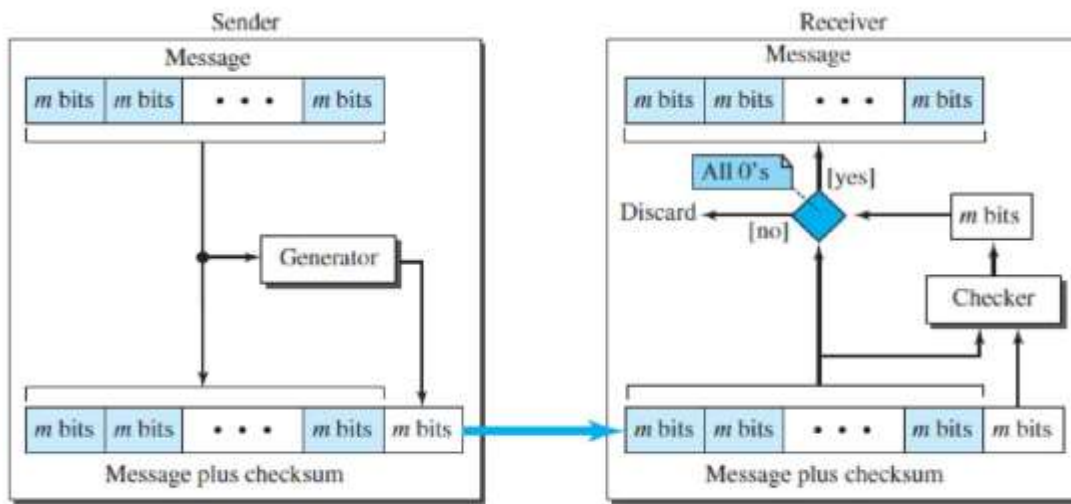 Sender
Message
m bits m bits • • • m bits
Generator
m bits m bits • • • m bits m bits
Message plus checksum
Receiver
Message
m bits m bits • • • m bits
All 0's
[yes]
Discard
[no]
m bits
Checker
m bits m bits • • • m bits m bits
Message plus checksum